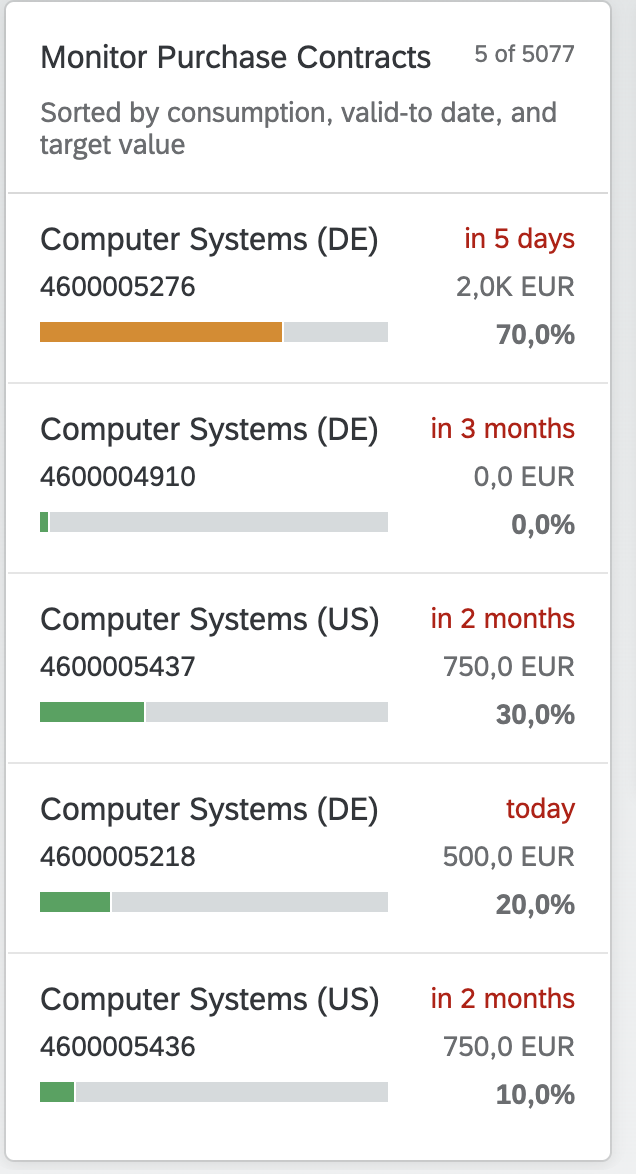 Monitor Purchase Contracts 5 of 5077
Sorted by consumption, valid-to date, and
target value
Computer Systems (DE) in 5 days
4600005276 2,0K EUR
70,0%
Computer Systems (DE) in 3 months
4600004910 0,0 EUR
0,0%
Computer Systems (US) in 2 months
4600005437 750,0 EUR
30,0%
Computer Systems (DE) today
4600005218 500,0 EUR
20,0%
Computer Systems (US) in 2 months
4600005436 750,0 EUR
10,0%